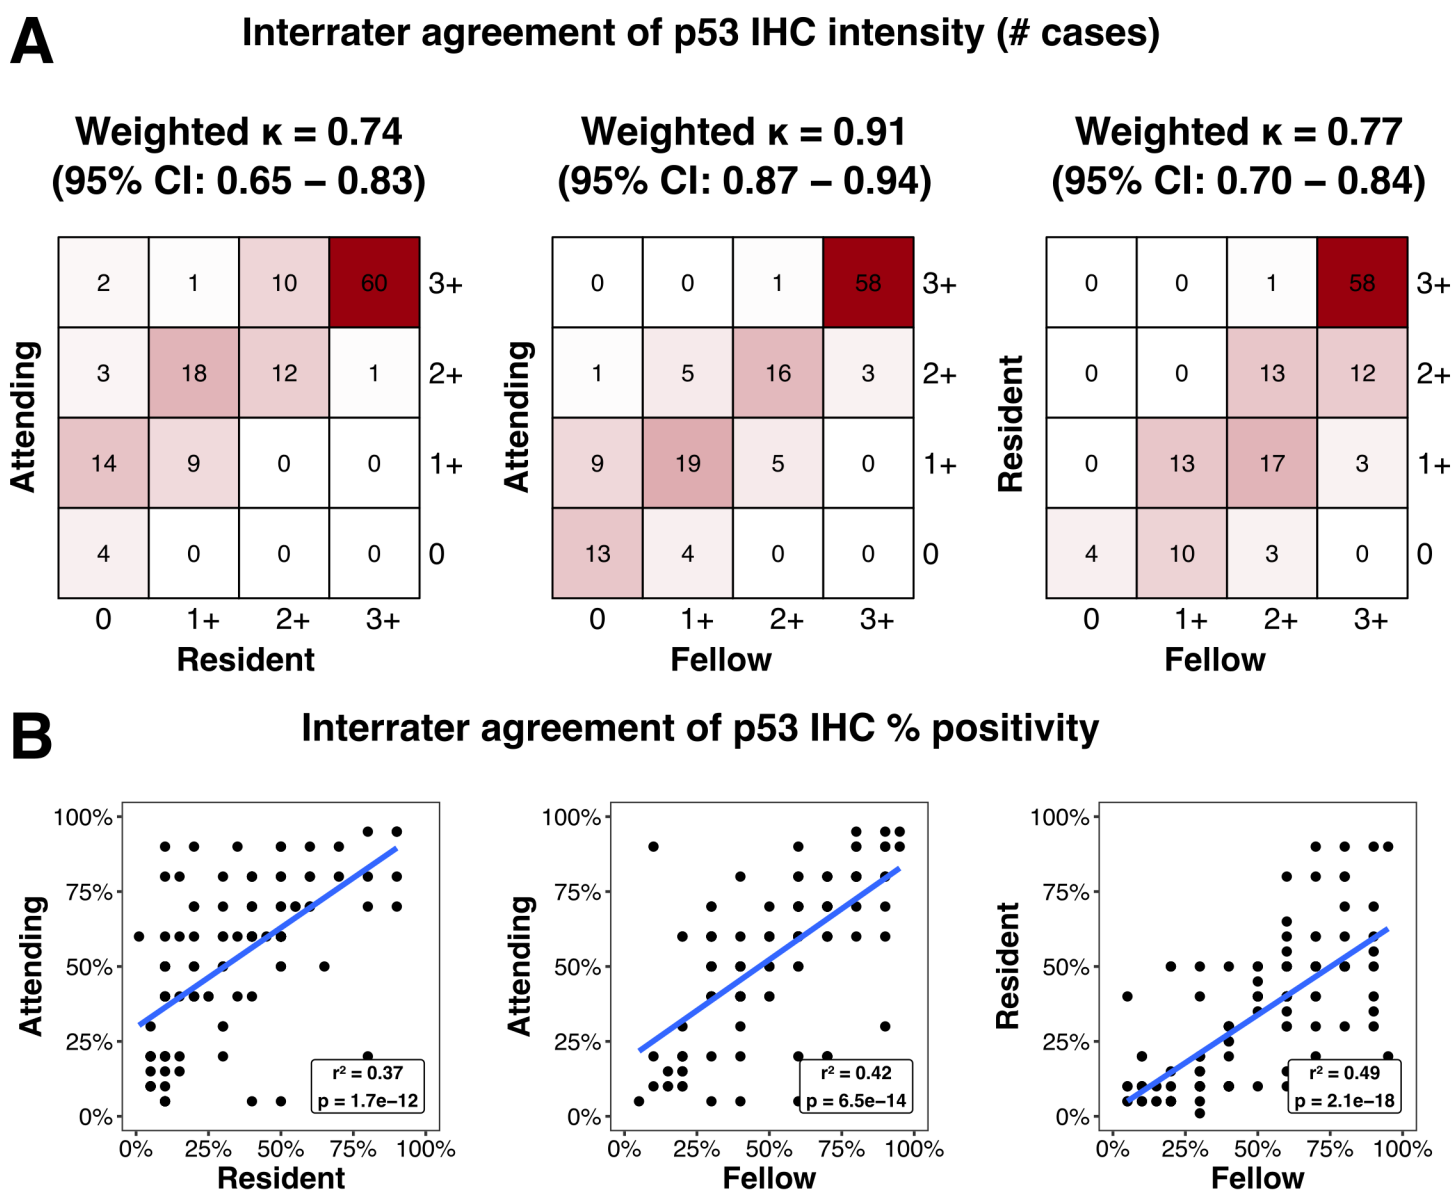 A
Interrater agreement of p53 IHC intensity (# cases)
Weighted κ = 0.74
(95% CI: 0.65 – 0.83)
Attending
2 1 10 60 3+
3 18 12 1 2+
14 9 0 0 1+
4 0 0 0 0
0 1+ 2+ 3+
Resident
Weighted κ = 0.91
(95% CI: 0.87 – 0.94)
Attending
0 0 1 58 3+
1 5 16 3 2+
9 19 5 0 1+
13 4 0 0 0
0 1+ 2+ 3+
Fellow
Weighted κ = 0.77
(95% CI: 0.70 – 0.84)
Resident
0 0 1 58 3+
0 0 13 12 2+
0 13 17 3 1+
4 10 3 0 0
0 1+ 2+ 3+
Fellow
B
Interrater agreement of p53 IHC % positivity
Attending
100%
75%
50%
25%
0%
r² = 0.37
p = 1.7e−12
0% 25% 50% 75% 100%
Resident
Attending
100%
75%
50%
25%
0%
r² = 0.42
p = 6.5e−14
0% 25% 50% 75% 100%
Fellow
Resident
100%
75%
50%
25%
0%
r² = 0.49
p = 2.1e−18
0% 25% 50% 75% 100%
Fellow